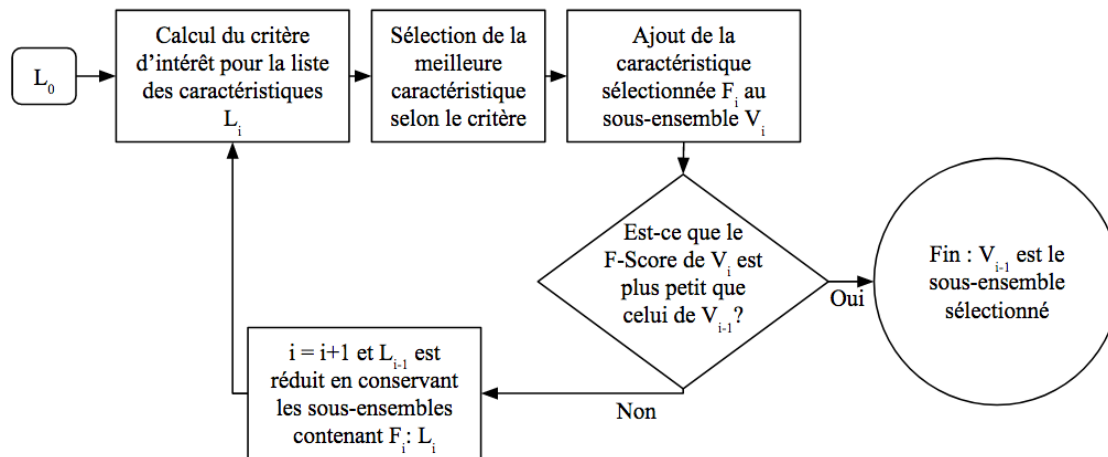 L₀
Calcul du critère
d'intérêt pour la liste
des caractéristiques
Lᵢ
Sélection de la
meilleure
caractéristique
selon le critère
Ajout de la
caractéristique
sélectionnée Fᵢ au
sous-ensemble Vᵢ
Est-ce que le
F-Score de Vᵢ est
plus petit que
celui de Vᵢ₋₁?
Oui
Fin : Vᵢ₋₁ est le
sous-ensemble
sélectionné
Non
i = i+1 et Lᵢ₋₁ est
réduit en conservant
les sous-ensembles
contenant Fᵢ: Lᵢ